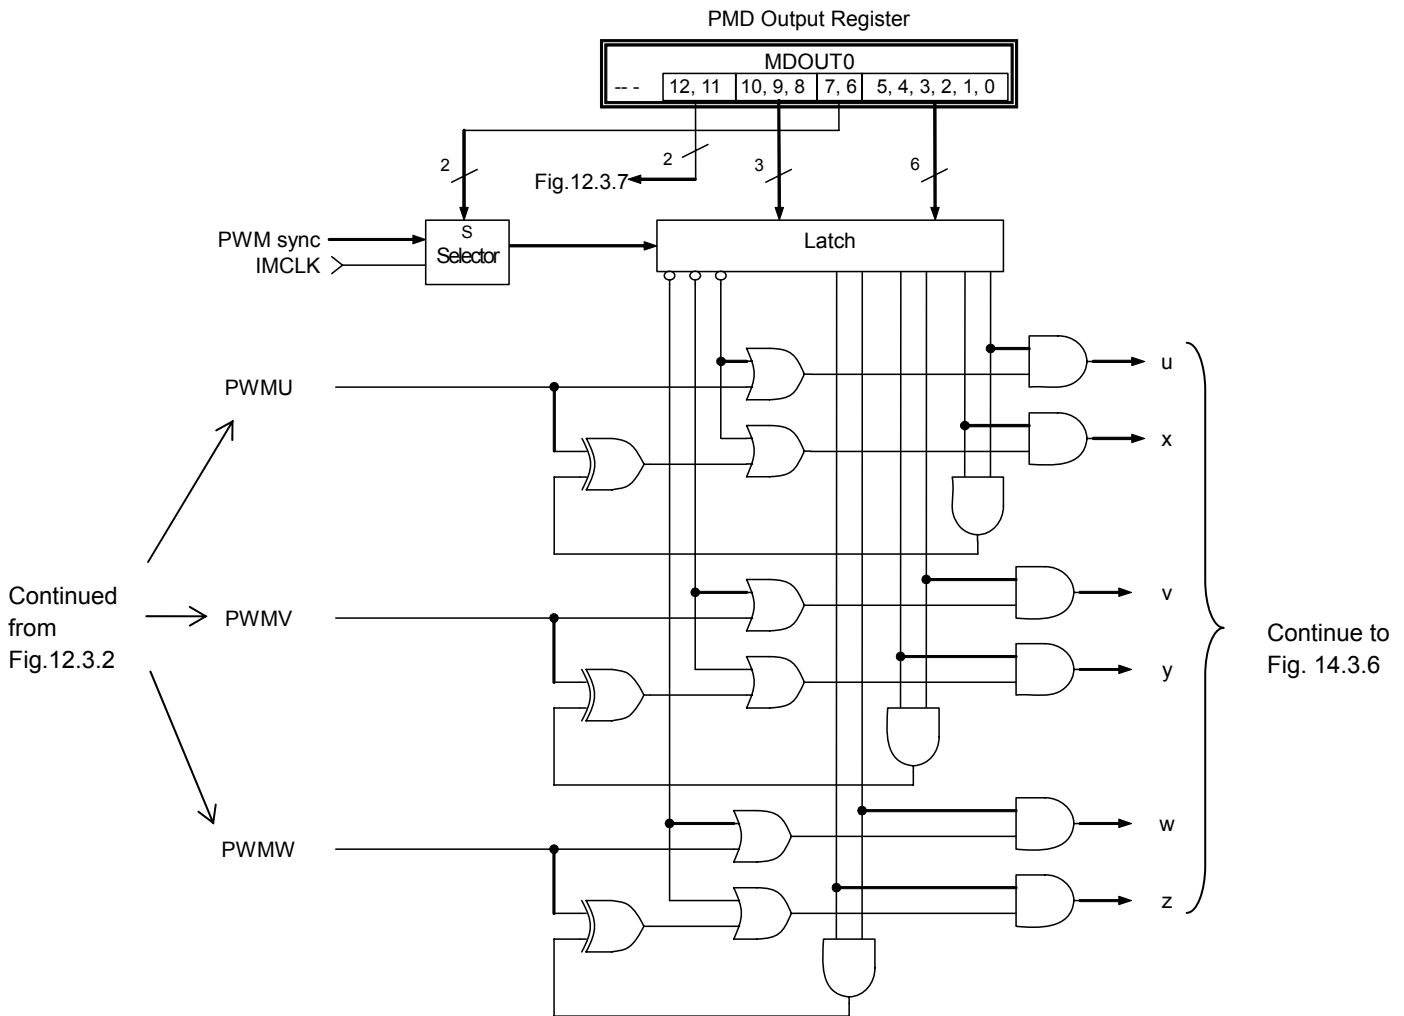 PMD Output Register
MDOUT0
-- - 12, 11 10, 9, 8 7, 6 5, 4, 3, 2, 1, 0
2
2
3
6
Fig.12.3.7
S
Selector
PWM sync
IMCLK
Latch
PWMU
u
x
Continued
from
Fig.12.3.2
PWMV
v
y
Continue to
Fig. 14.3.6
PWMW
w
z